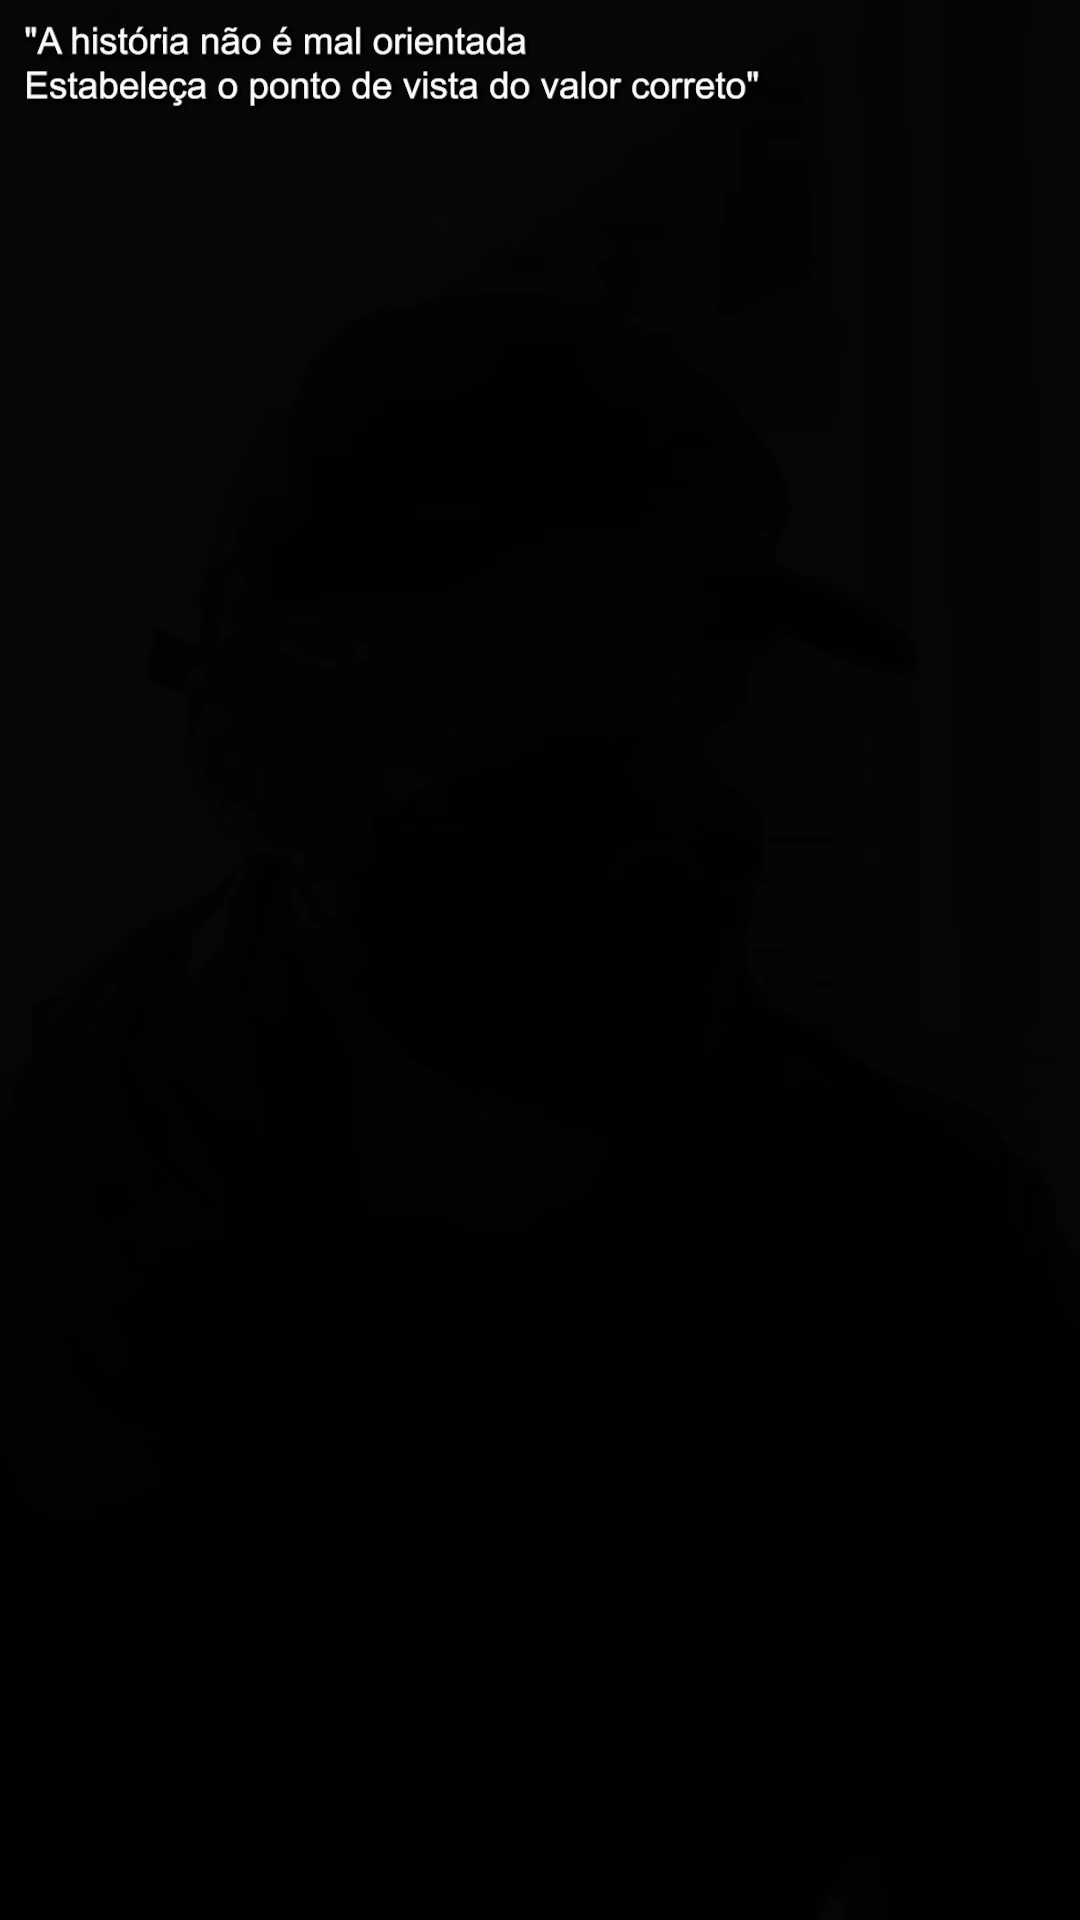 "A história não é mal orientada
Estabeleça o ponto de vista do valor correto"